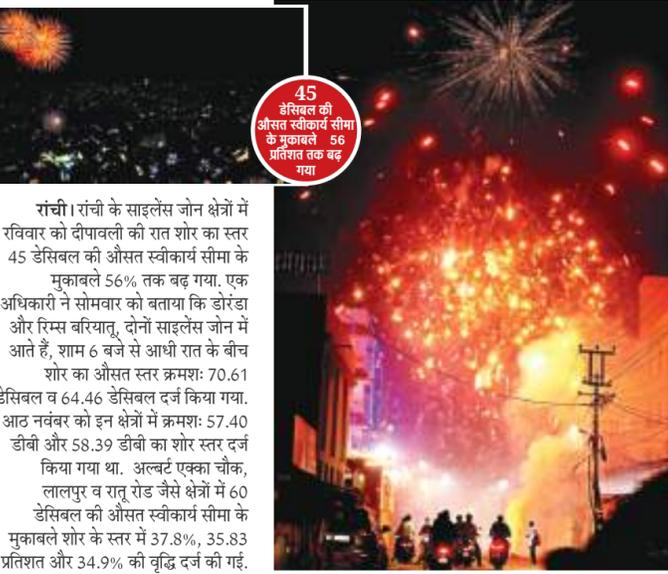 45
डेसिबल की
औसत स्वीकार्य सीमा
के मुकाबले 56
प्रतिशत तक बढ़
गया
रांची। रांची के साइलेंस जोन क्षेत्रों में
रविवार को दीपावली की रात शोर का स्तर
45 डेसिबल की औसत स्वीकार्य सीमा के
मुकाबले 56% तक बढ़ गया. एक
अधिकारी ने सोमवार को बताया कि डोरंडा
और रिम्स बरियातू, दोनों साइलेंस जोन में
आते हैं, शाम 6 बजे से आधी रात के बीच
शोर का औसत स्तर क्रमशः 70.61
डेसिबल व 64.46 डेसिबल दर्ज किया गया.
आठ नवंबर को इन क्षेत्रों में क्रमशः 57.40
डीबी और 58.39 डीबी का शोर स्तर दर्ज
किया गया था. अल्बर्ट एक्का चौक,
लालपुर व रातू रोड जैसे क्षेत्रों में 60
डेसिबल की औसत स्वीकार्य सीमा के
मुकाबले शोर के स्तर में 37.8%, 35.83
प्रतिशत और 34.9% की वृद्धि दर्ज की गई.